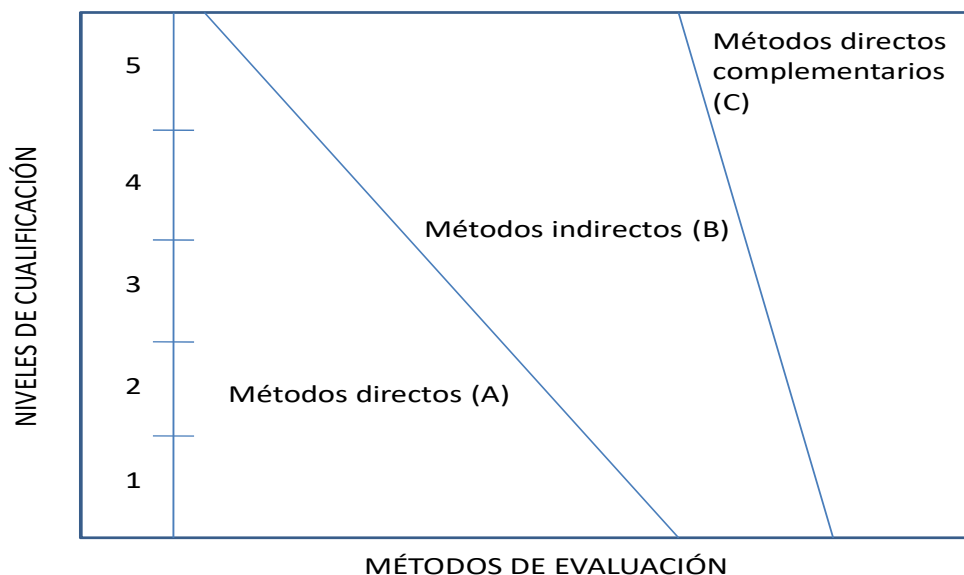 NIVELES DE CUALIFICACIÓN
5
4
3
2
1
Métodos directos
complementarios
(C)
Métodos indirectos (B)
Métodos directos (A)
MÉTODOS DE EVALUACIÓN